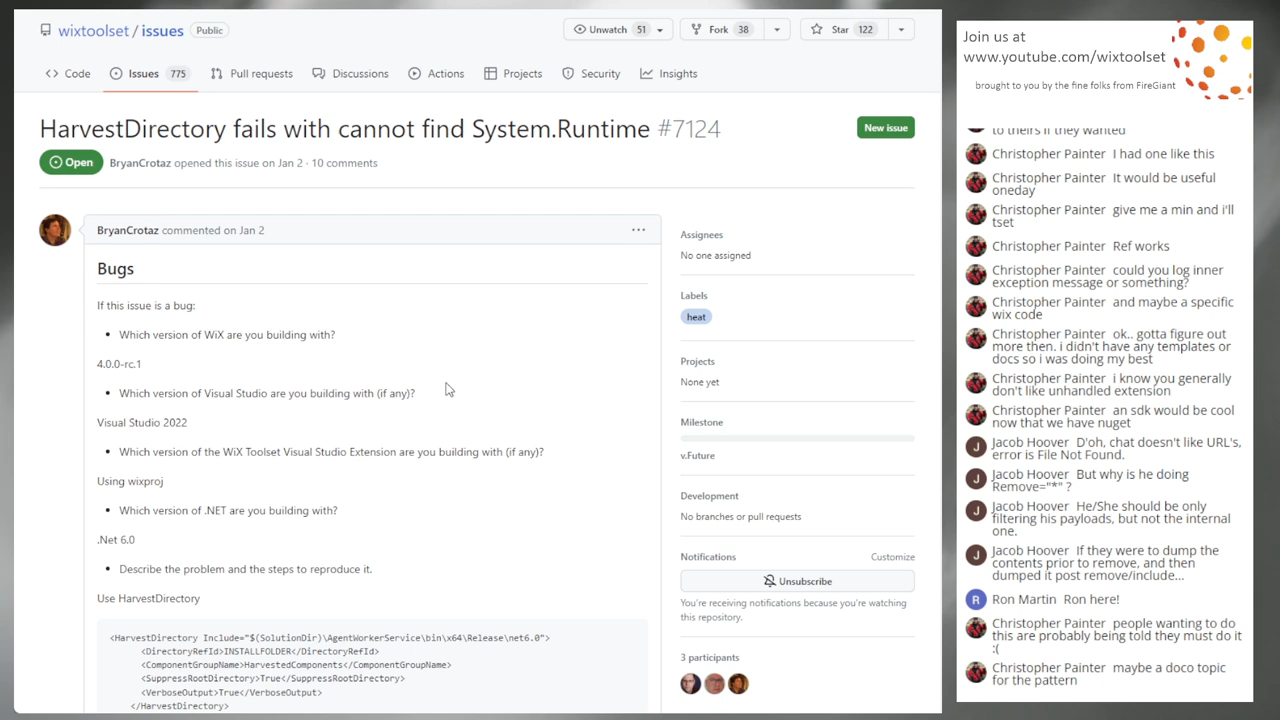 wixtoolset / issues Public
Unwatch 51
Fork 38
Star 122
Code
Issues 775
Pull requests
Discussions
Actions
Projects
Security
Insights
HarvestDirectory fails with cannot find System.Runtime #7124
New issue
Open BryanCrotaz opened this issue on Jan 2 · 10 comments
BryanCrotaz commented on Jan 2
Bugs
If this issue is a bug:
• Which version of WiX are you building with?
4.0.0-rc.1
• Which version of Visual Studio are you building with (if any)?
Visual Studio 2022
• Which version of the WiX Toolset Visual Studio Extension are you building with (if any)?
Using wixproj
• Which version of .NET are you building with?
.Net 6.0
• Describe the problem and the steps to reproduce it.
Use HarvestDirectory
<HarvestDirectory Include="$(SolutionDir)\AgentWorkerService\bin\x64\Release\net6.0">
<DirectoryRefId>INSTALLFOLDER</DirectoryRefId>
<ComponentGroupName>HarvestedComponents</ComponentGroupName>
<SuppressRootDirectory>True</SuppressRootDirectory>
<VerboseOutput>True</VerboseOutput>
</HarvestDirectory>
Assignees
No one assigned
Labels
heat
Projects
None yet
Milestone
v.Future
Development
No branches or pull requests
Notifications Customize
Unsubscribe
You're receiving notifications because you're watching
this repository.
3 participants
Join us at
www.youtube.com/wixtoolset
brought to you by the fine folks from FireGiant
to theirs if they wanted
Christopher Painter I had one like this
Christopher Painter It would be useful
oneday
Christopher Painter give me a min and i'll
tset
Christopher Painter Ref works
Christopher Painter could you log inner
exception message or something?
Christopher Painter and maybe a specific
wix code
Christopher Painter ok.. gotta figure out
more then. i didn't have any templates or
docs so i was doing my best
Christopher Painter i know you generally
don't like unhandled extension
Christopher Painter an sdk would be cool
now that we have nuget
J Jacob Hoover D'oh, chat doesn't like URL's,
error is File Not Found.
J Jacob Hoover But why is he doing
Remove="*" ?
J Jacob Hoover He/She should be only
filtering his payloads, but not the internal
one.
J Jacob Hoover If they were to dump the
contents prior to remove, and then
dumped it post remove/include...
R Ron Martin Ron here!
Christopher Painter people wanting to do
this are probably being told they must do it
:(
Christopher Painter maybe a doco topic
for the pattern